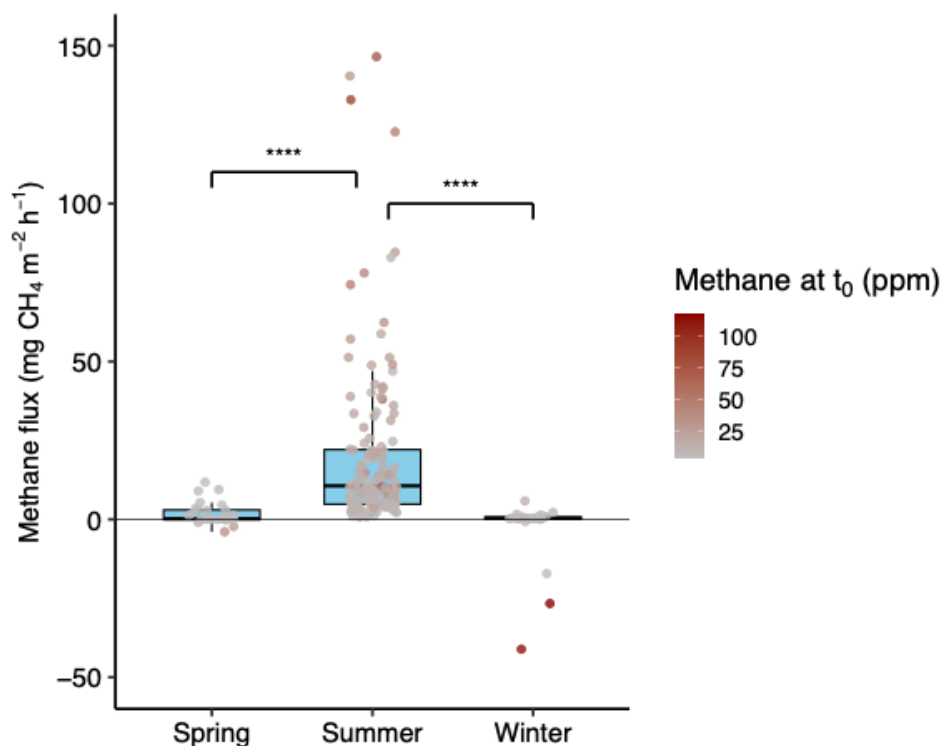 150
100
50
0
−50
Methane flux (mg CH₄ m⁻² h⁻¹)
****
****
Spring
Summer
Winter
Methane at t₀ (ppm)
100
75
50
25